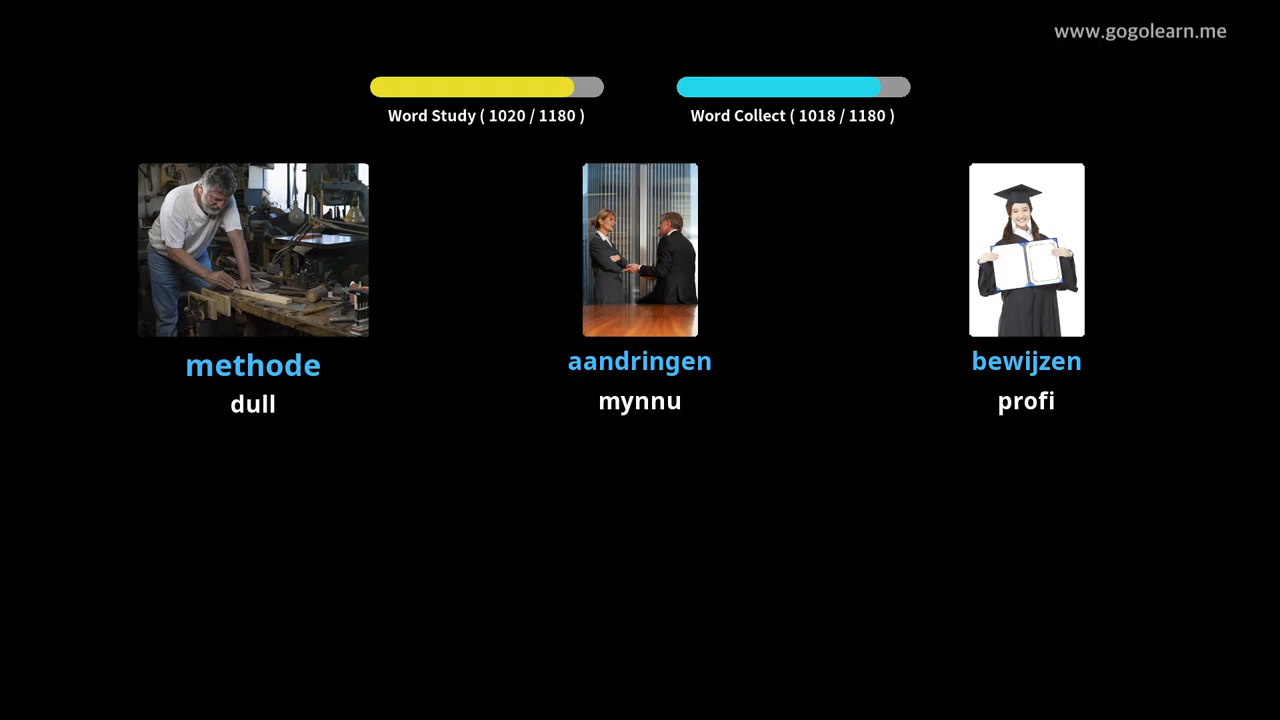 www.gogolearn.me
Word Study ( 1020 / 1180 )
Word Collect ( 1018 / 1180 )
methode
aandringen
bewijzen
dull
mynnu
profi